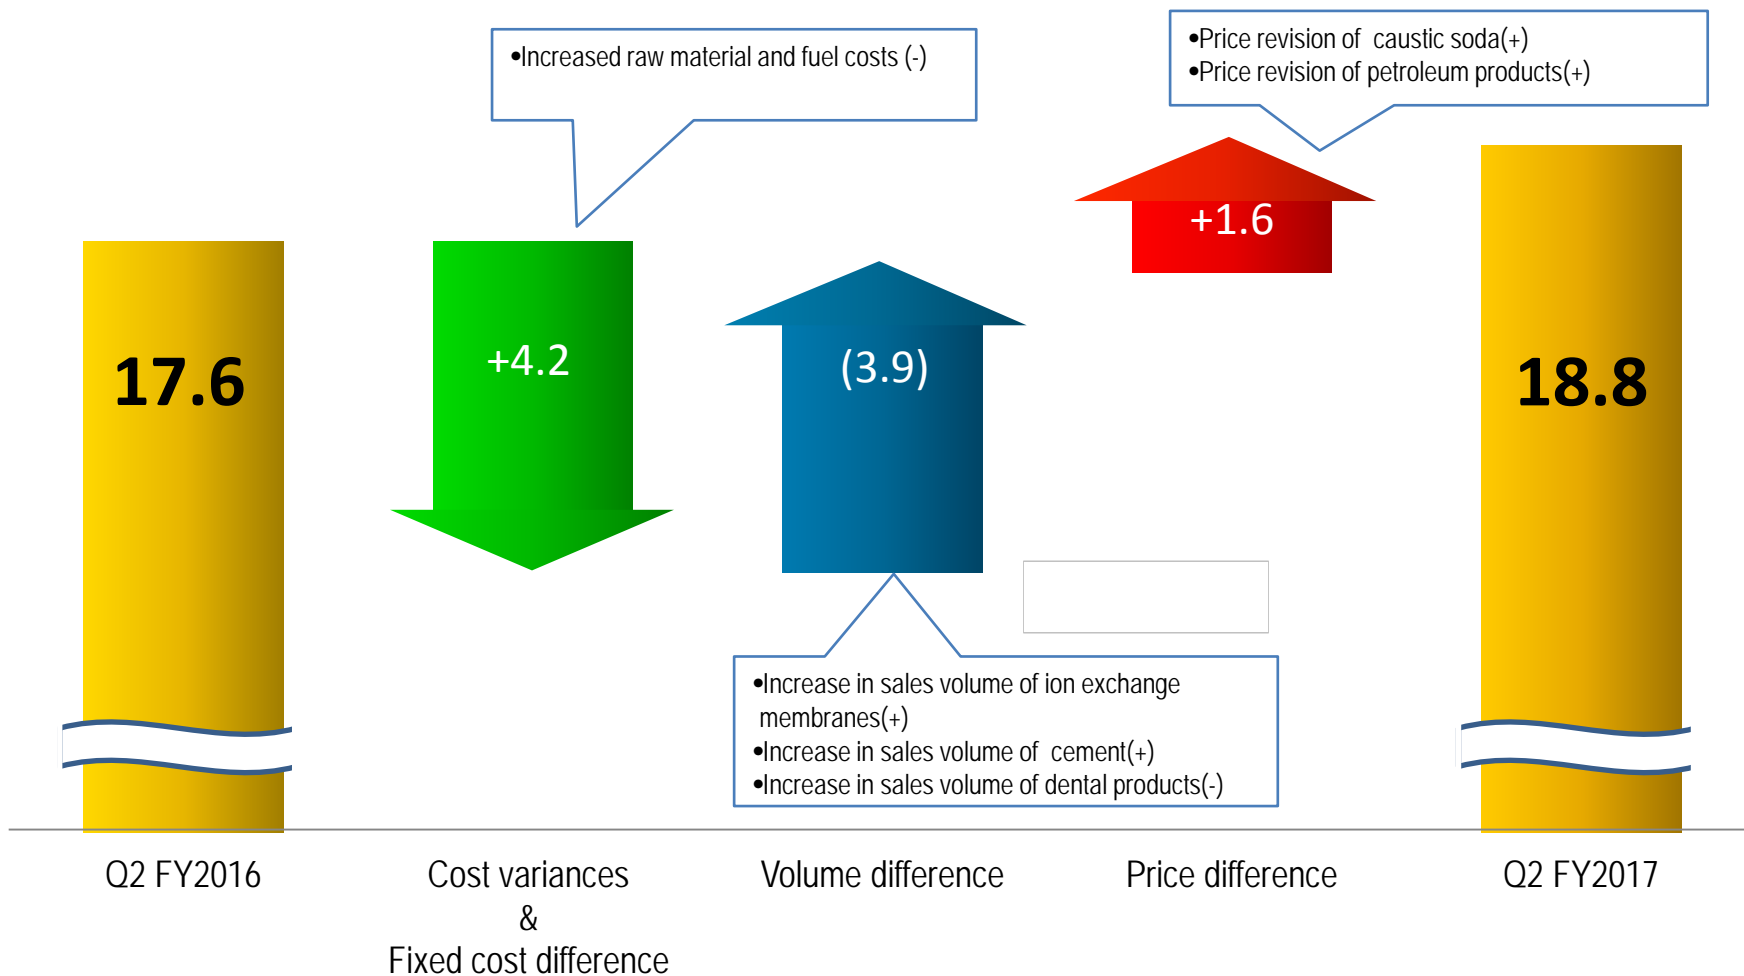 •Increased raw material and fuel costs (-)
•Price revision of  caustic soda(+)
•Price revision of petroleum products(+)
17.6
+4.2
(3.9)
+1.6
18.8
•Increase in sales volume of ion exchange
membranes(+)
•Increase in sales volume of  cement(+)
•Increase in sales volume of dental products(-)
Q2 FY2016
Cost variances
&
Fixed cost difference
Volume difference
Price difference
Q2 FY2017